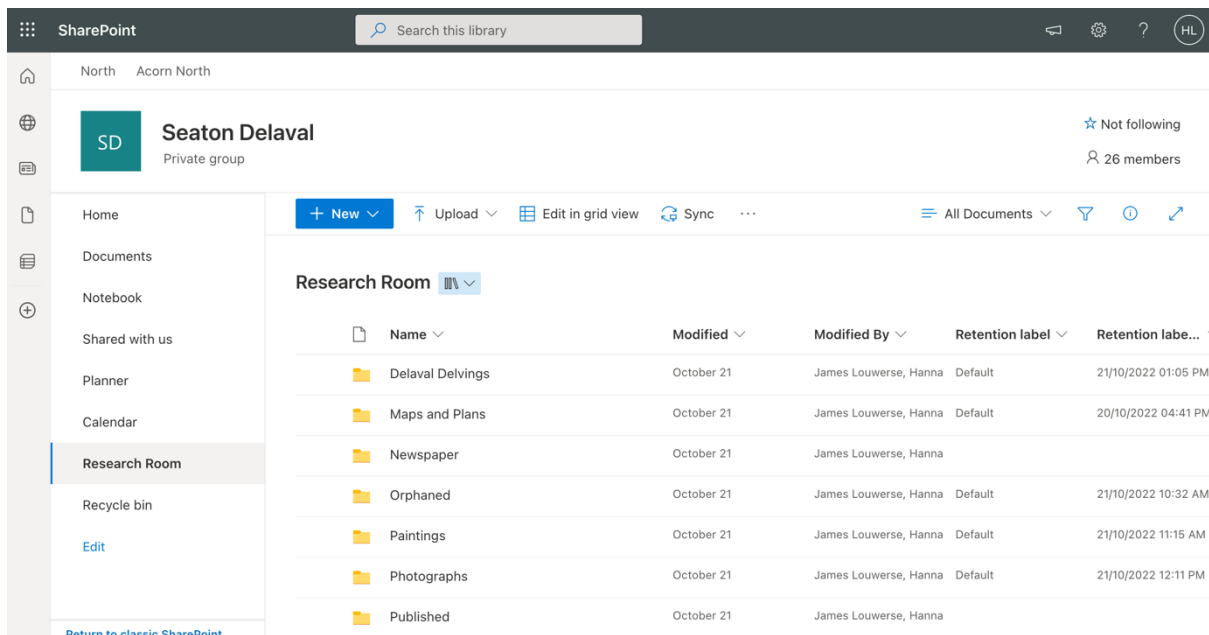 SharePoint
Search this library
?
HL
North Acorn North
SD
Seaton Delaval
Private group
Not following
26 members
Home
Documents
Notebook
Shared with us
Planner
Calendar
Research Room
Recycle bin
Edit
Return to classic SharePoint
+ New Upload Edit in grid view Sync ··· All Documents
Research Room
Name Modified Modified By Retention label Retention labe...
Delaval Delvings October 21 James Louwerse, Hanna Default 21/10/2022 01:05 PM
Maps and Plans October 21 James Louwerse, Hanna Default 20/10/2022 04:41 PM
Newspaper October 21 James Louwerse, Hanna
Orphaned October 21 James Louwerse, Hanna Default 21/10/2022 10:32 AM
Paintings October 21 James Louwerse, Hanna Default 21/10/2022 11:15 AM
Photographs October 21 James Louwerse, Hanna Default 21/10/2022 12:11 PM
Published October 21 James Louwerse, Hanna